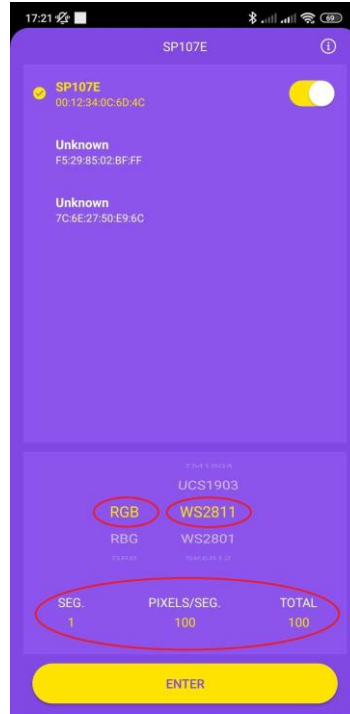 17:21 69
SP107E
SP107E
00:12:34:0C:6D:4C
Unknown
F5:29:85:02:BF:FF
Unknown
7C:6E:27:50:E9:6C
UCS1903
RGB WS2811
RBG WS2801
SEG. PIXELS/SEG. TOTAL
1 100 100
ENTER